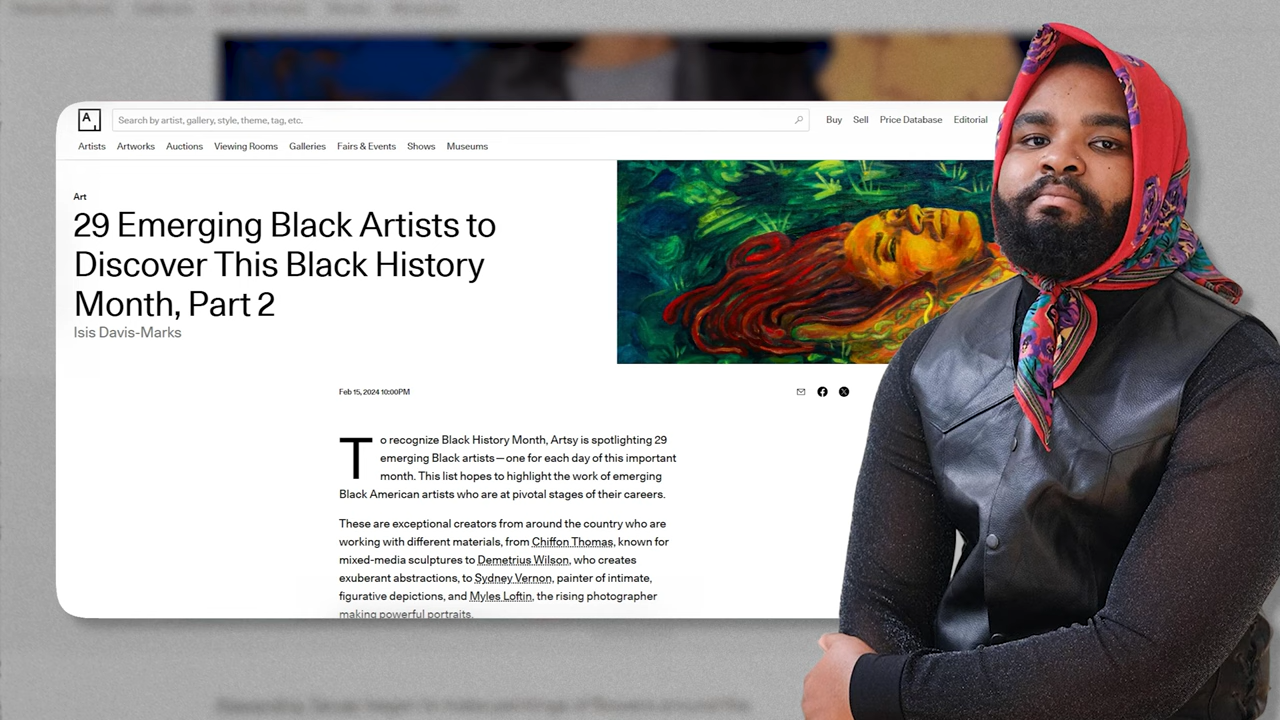 A
Search by artist, gallery, style, theme, tag, etc.
Buy Sell Price Database Editorial
Artists Artworks Auctions Viewing Rooms Galleries Fairs & Events Shows Museums
Art
29 Emerging Black Artists to
Discover This Black History
Month, Part 2
Isis Davis-Marks
Feb 15, 2024 10:00PM
To recognize Black History Month, Artsy is spotlighting 29
emerging Black artists—one for each day of this important
month. This list hopes to highlight the work of emerging
Black American artists who are at pivotal stages of their careers.
These are exceptional creators from around the country who are
working with different materials, from Chiffon Thomas, known for
mixed-media sculptures to Demetrius Wilson, who creates
exuberant abstractions, to Sydney Vernon, painter of intimate,
figurative depictions, and Myles Loftin, the rising photographer
making powerful portraits.